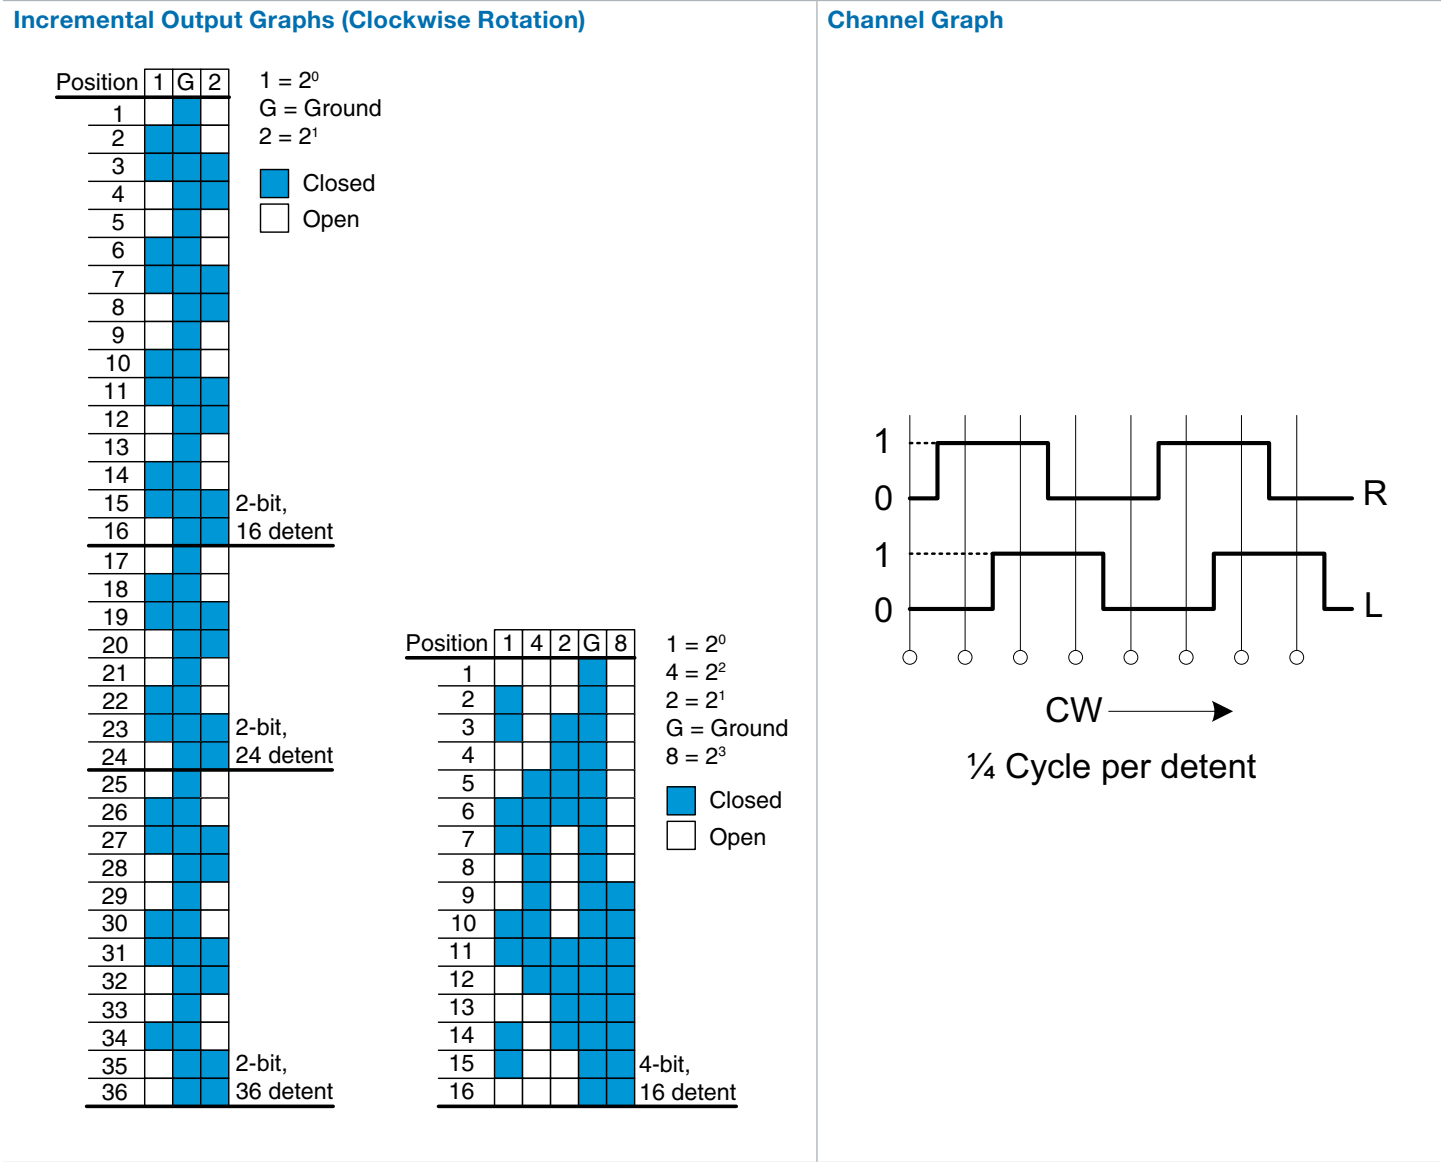 Incremental Output Graphs (Clockwise Rotation)
Position 1 G 2
1 = 2⁰
G = Ground
2 = 2¹
Closed
Open
1
2
3
4
5
6
7
8
9
10
11
12
13
14
15 2-bit,
16 16 detent
17
18
19
20
21
22
23 2-bit,
24 24 detent
25
26
27
28
29
30
31
32
33
34
35 2-bit,
36 36 detent
Position 1 4 2 G 8
1 = 2⁰
4 = 2²
2 = 2¹
G = Ground
8 = 2³
Closed
Open
1
2
3
4
5
6
7
8
9
10
11
12
13
14
15 4-bit,
16 16 detent
Channel Graph
1
0 R
1
0 L
CW
¼ Cycle per detent